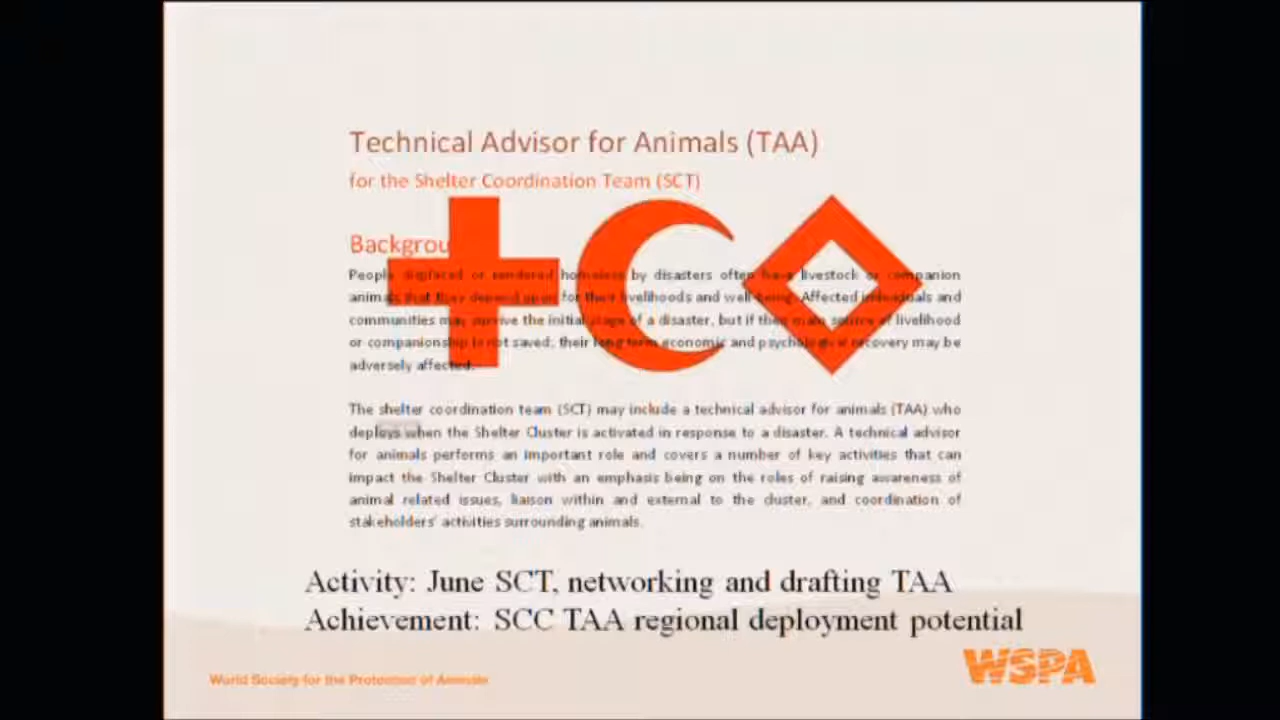 Technical Advisor for Animals (TAA)
for the Shelter Coordination Team (SCT)
Backgrou
People displaced or rendered homeless by disasters often have livestock or companion
animals that they depend upon for their livelihoods and well-being. Affected individuals and
communities may survive the initial stage of a disaster, but if their main source of livelihood
or companionship is not saved, their long term economic and psychological recovery may be
adversely affected.
The shelter coordination team (SCT) may include a technical advisor for animals (TAA) who
deploys when the Shelter Cluster is activated in response to a disaster. A technical advisor
for animals performs an important role and covers a number of key activities that can
impact the Shelter Cluster with an emphasis being on the roles of raising awareness of
animal related issues, liaison within and external to the cluster, and coordination of
stakeholders' activities surrounding animals.
Activity: June SCT, networking and drafting TAA
Achievement: SCC TAA regional deployment potential
World Society for the Protection of Animals
WSPA